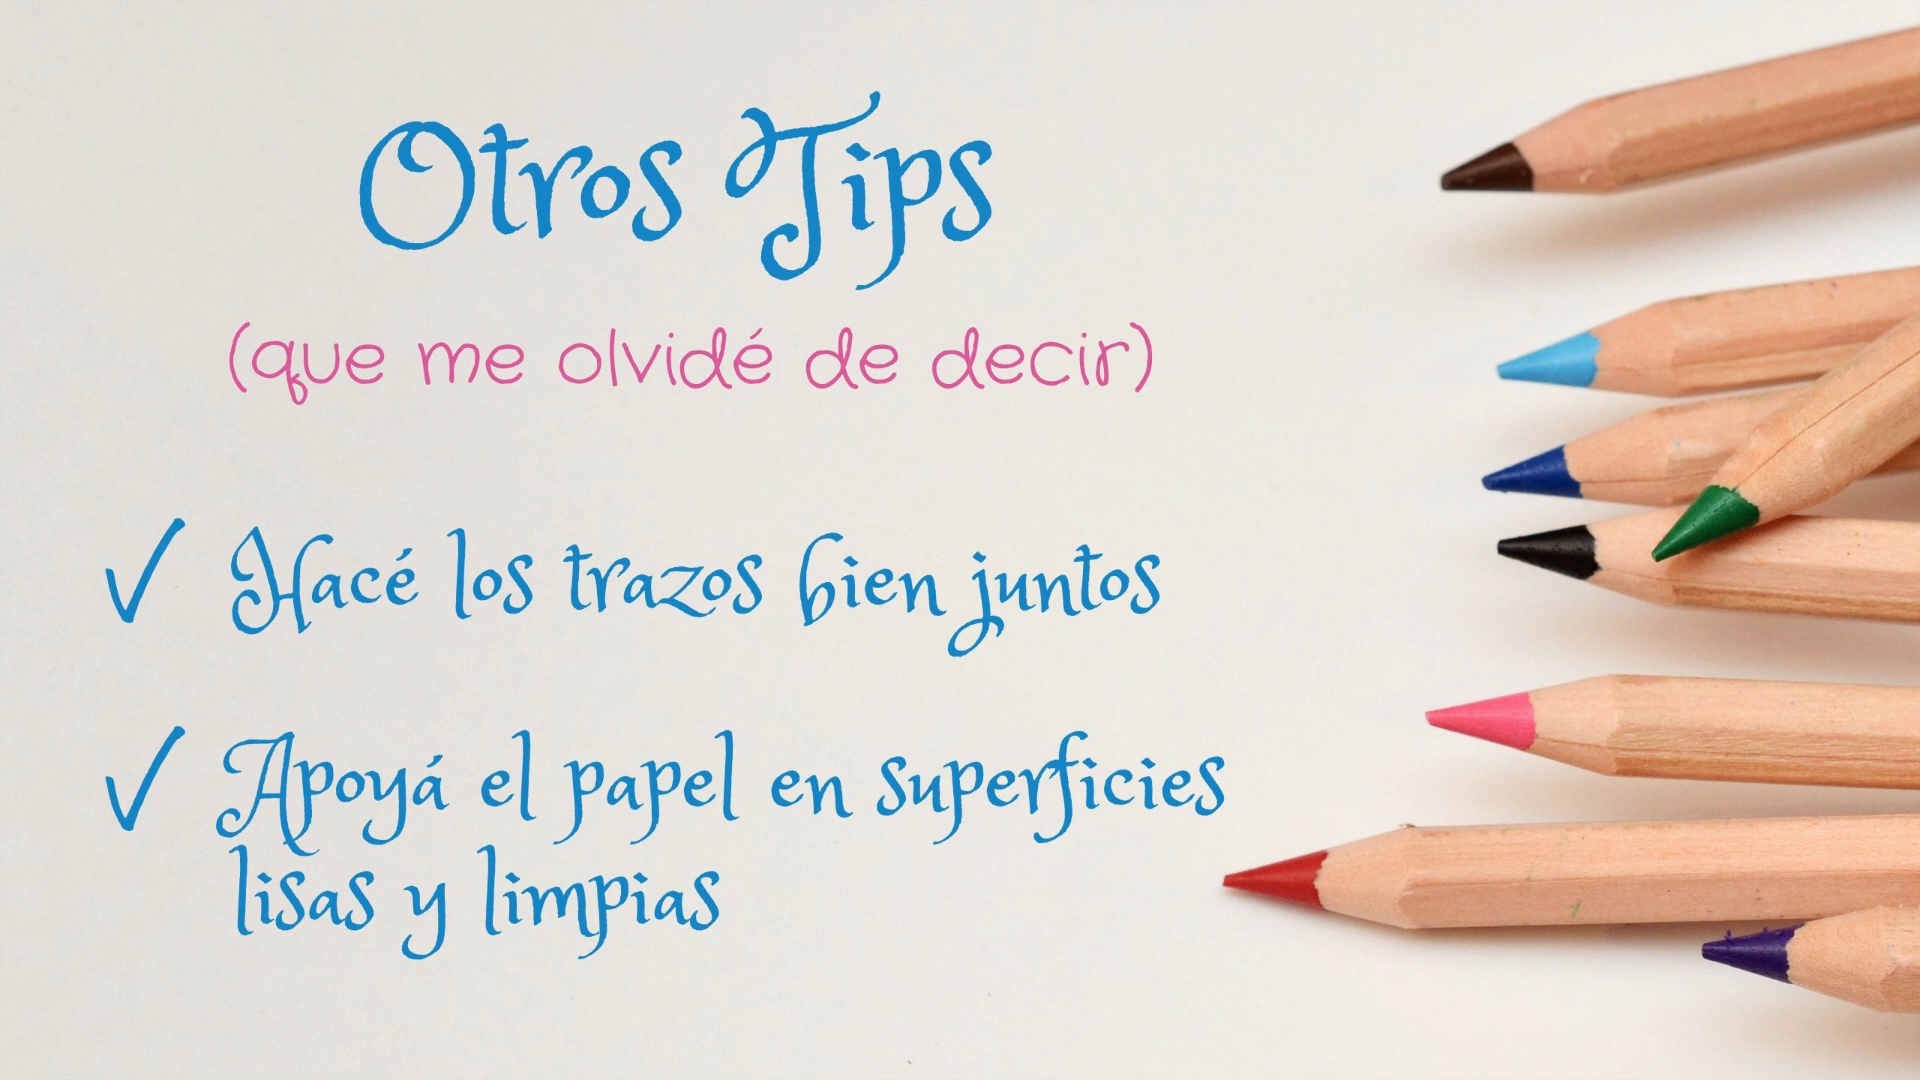 Otros Tips
(que me olvidé de decir)
✓ Hacé los trazos bien juntos
✓ Apoyá el papel en superficies
lisas y limpias